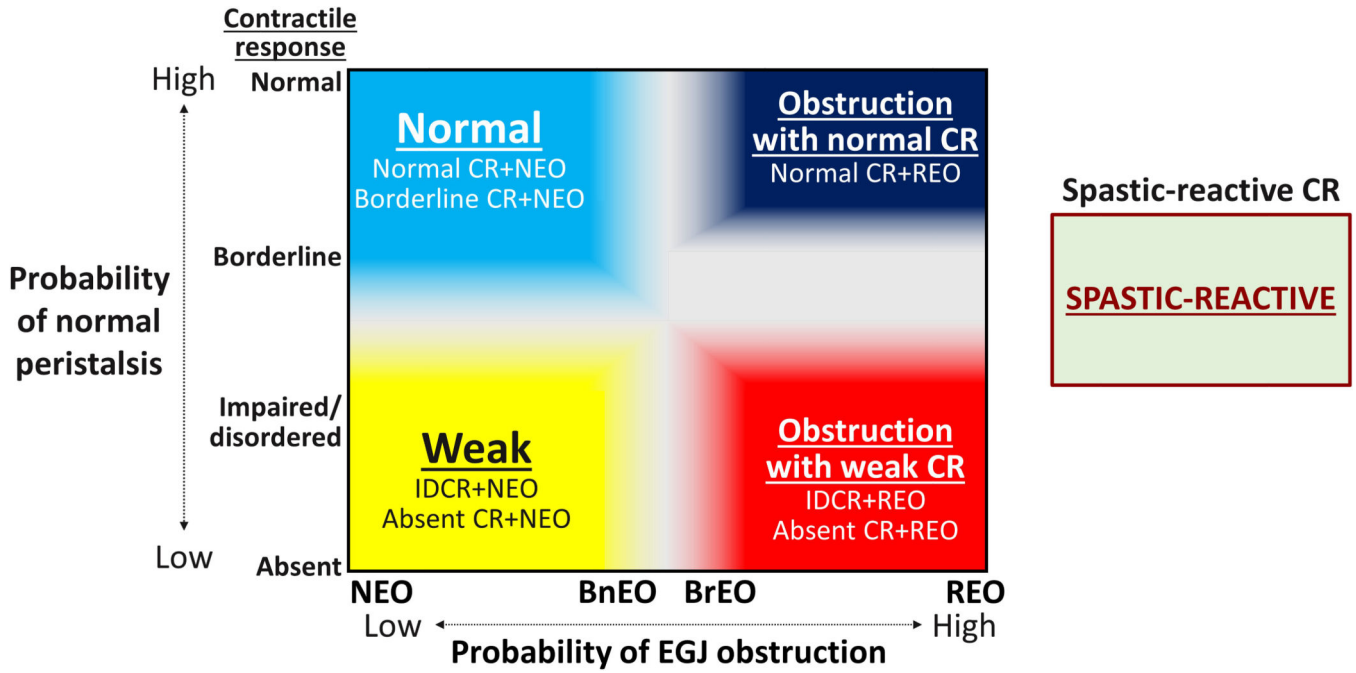 Contractile
response
High
Normal
Normal
Normal CR+NEO
Borderline CR+NEO
Obstruction
with normal CR
Normal CR+REO
Spastic-reactive CR
SPASTIC-REACTIVE
Borderline
Probability
of normal
peristalsis
Impaired/
disordered
Weak
IDCR+NEO
Absent CR+NEO
Obstruction
with weak CR
IDCR+REO
Absent CR+REO
Low
Absent
NEO BnEO BrEO REO
Low High
Probability of EGJ obstruction